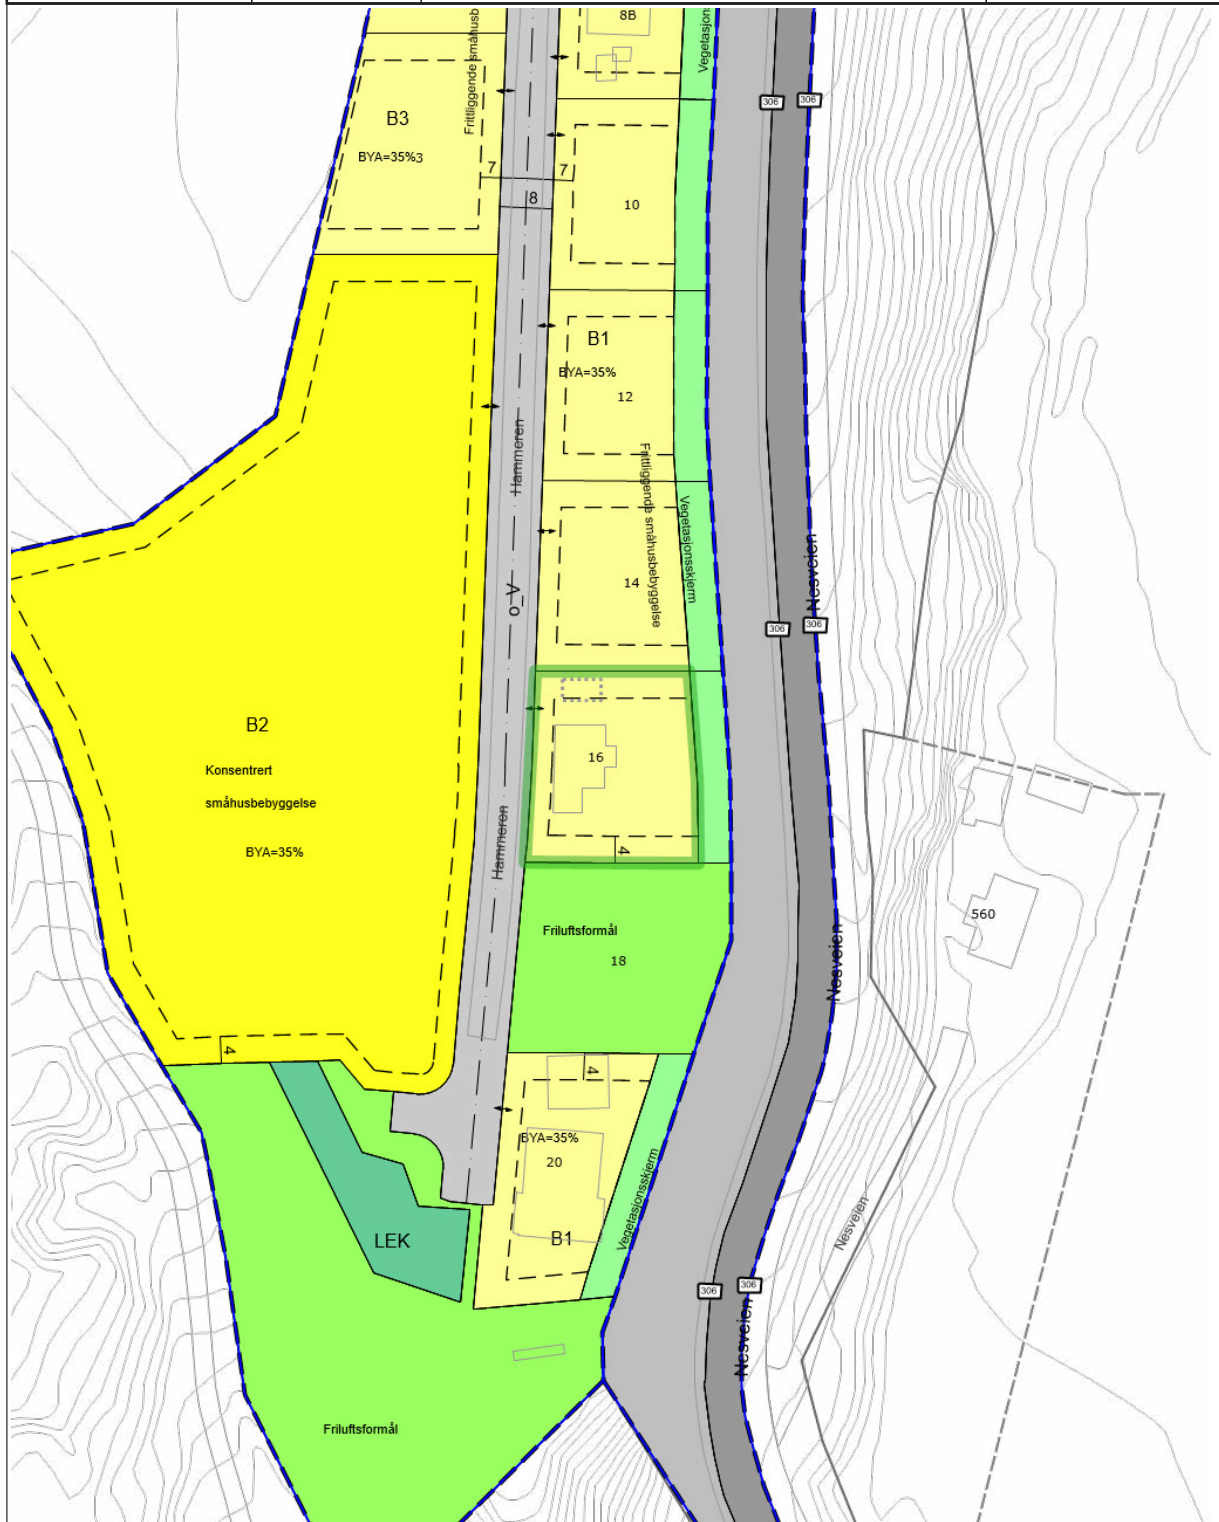 8B
Frittliggende småhusb
Vegetasjons
306
306
B3
BYA=35%
3
7
7
8
10
B1
BYA=35%
12
Hammeren
Frittliggende småhusbebyggelse
Vegetasjonsskjerm
14
o_V
Nesveien
306
306
B2
16
Konsentrert
småhusbebyggelse
BYA=35%
Hammeren
4
560
Friluftsformål
18
Nesveien
4
4
BYA=35%
20
Vegetasjonsskjerm
LEK
B1
Nesveien
306
306
Nesveien
Friluftsformål